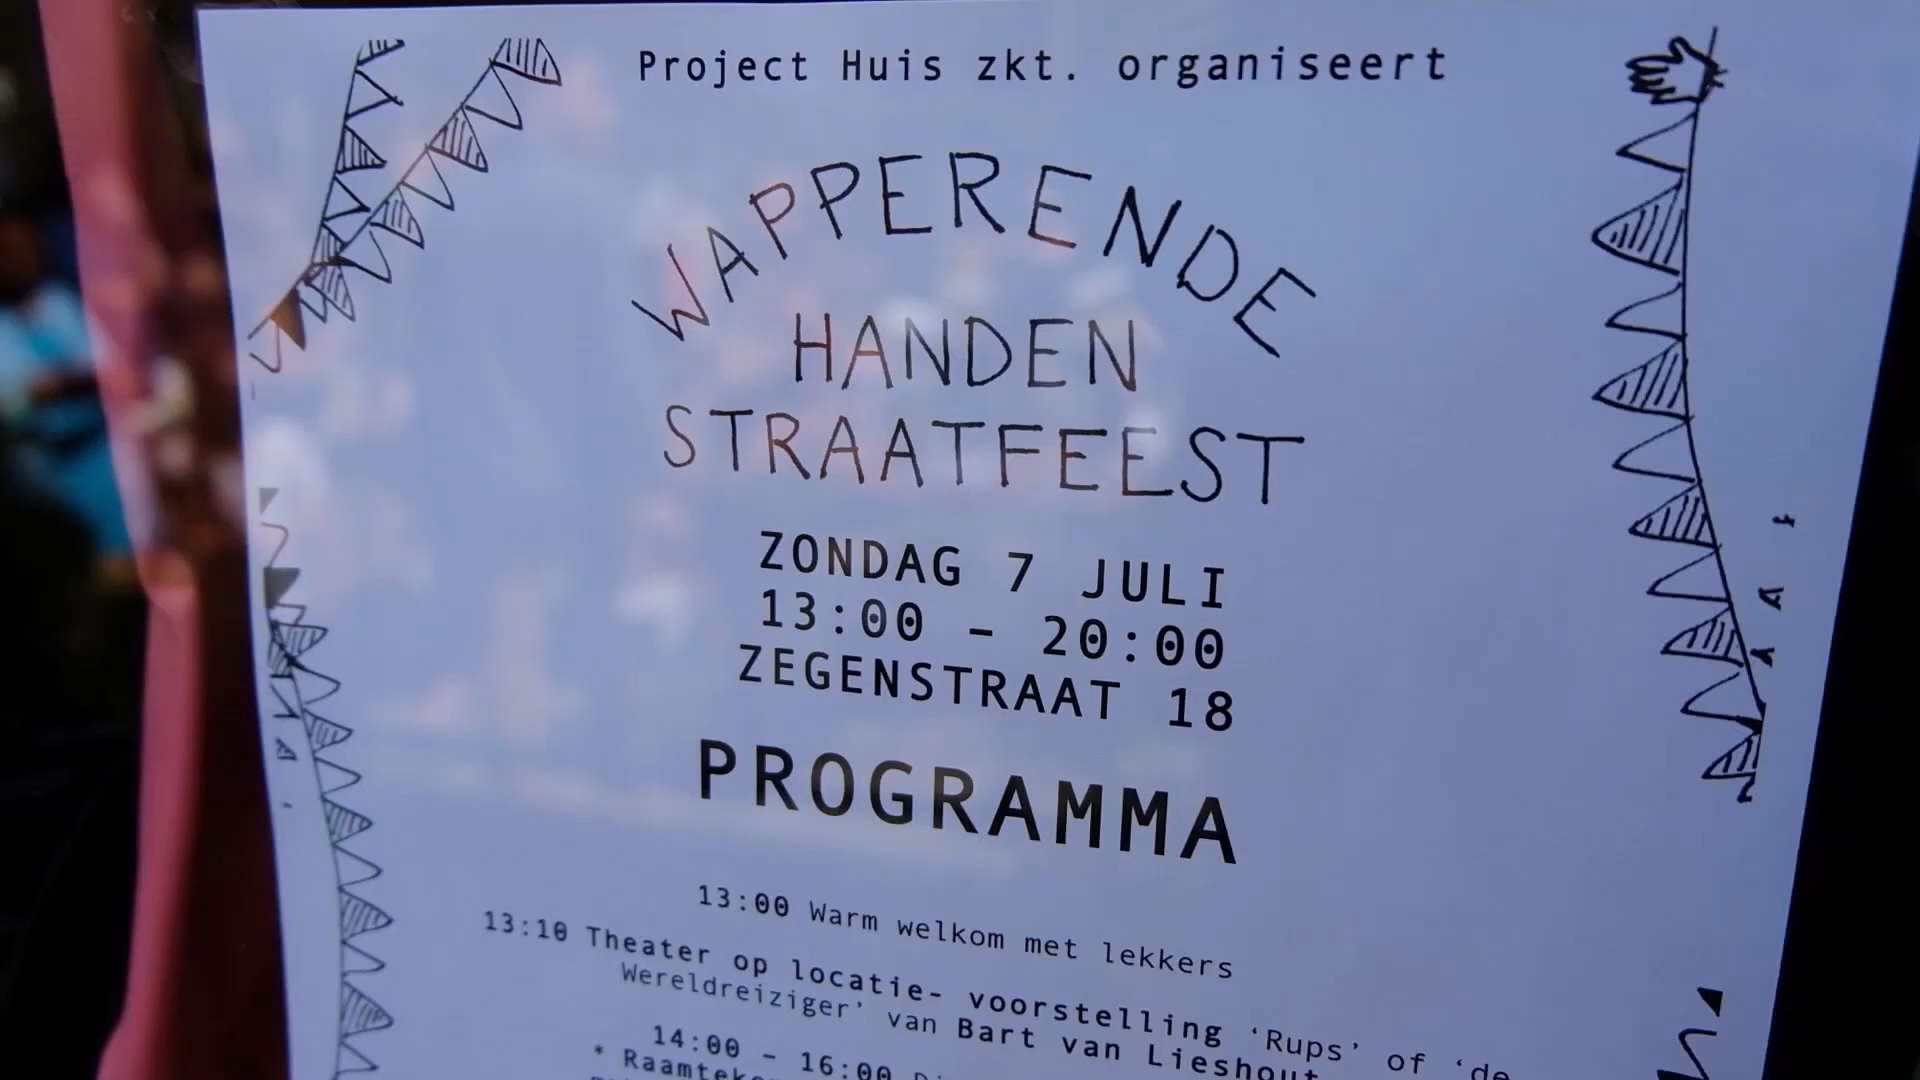 Project Huis zkt. organiseert
WAPPERENDE
HANDEN
STRAATFEEST
ZONDAG 7 JULI
13:00 - 20:00
ZEGENSTRAAT 18
PROGRAMMA
13:00 Warm welkom met lekkers
13:10 Theater op locatie- voorstelling ‘Rups’ of ‘de
Wereldreiziger’ van Bart van Lieshout
14:00 - 16:00
*